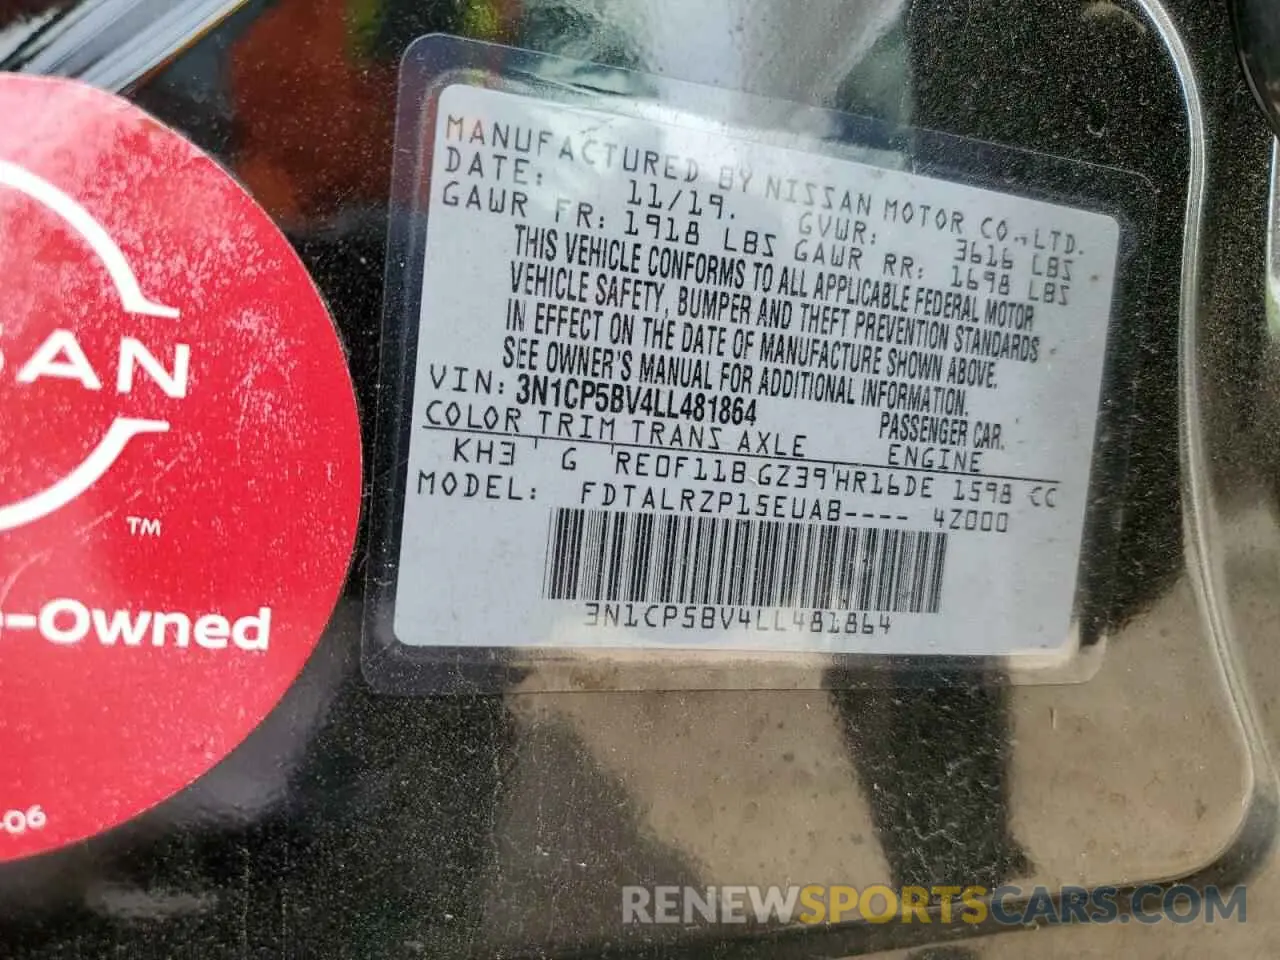 MANUFACTURED BY NISSAN MOTOR CO.,LTD.
DATE: 11/19. GVWR: 3616 LBS
GAWR FR: 1918 LBS GAWR RR: 1698 LBS
THIS VEHICLE CONFORMS TO ALL APPLICABLE FEDERAL MOTOR
VEHICLE SAFETY, BUMPER AND THEFT PREVENTION STANDARDS
IN EFFECT ON THE DATE OF MANUFACTURE SHOWN ABOVE.
SEE OWNER'S MANUAL FOR ADDITIONAL INFORMATION.
VIN: 3N1CP5BV4LL481864 PASSENGER CAR.
COLOR TRIM TRANS AXLE ENGINE
KH3 G RE0F11B GZ39 HR16DE 1598 CC
MODEL: FDTALRZP15EUAB---- 4Z000
3N1CP5BV4LL481864
SAN
TM
-Owned
-06
RENEWSPORTSCARS.COM